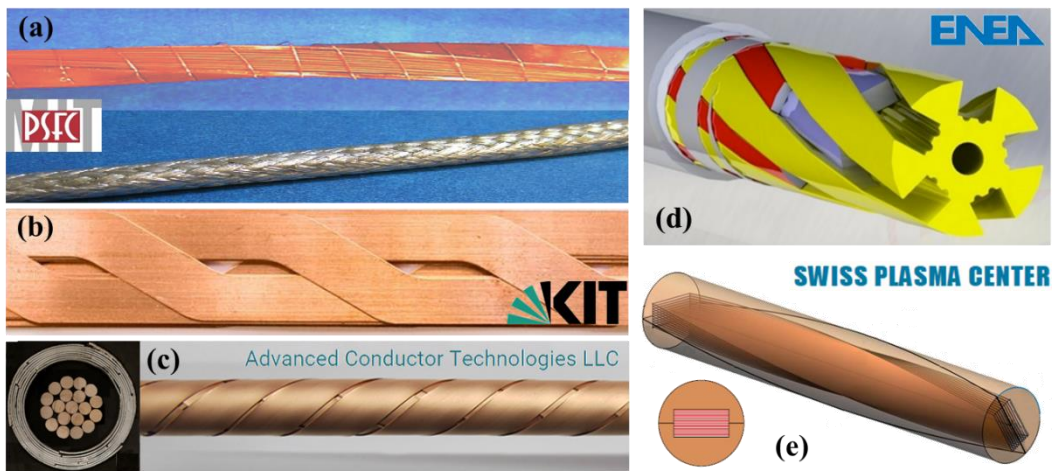 (a)
PSFC
(b)
KIT
(c)
Advanced Conductor Technologies LLC
ENEA
(d)
SWISS PLASMA CENTER
(e)